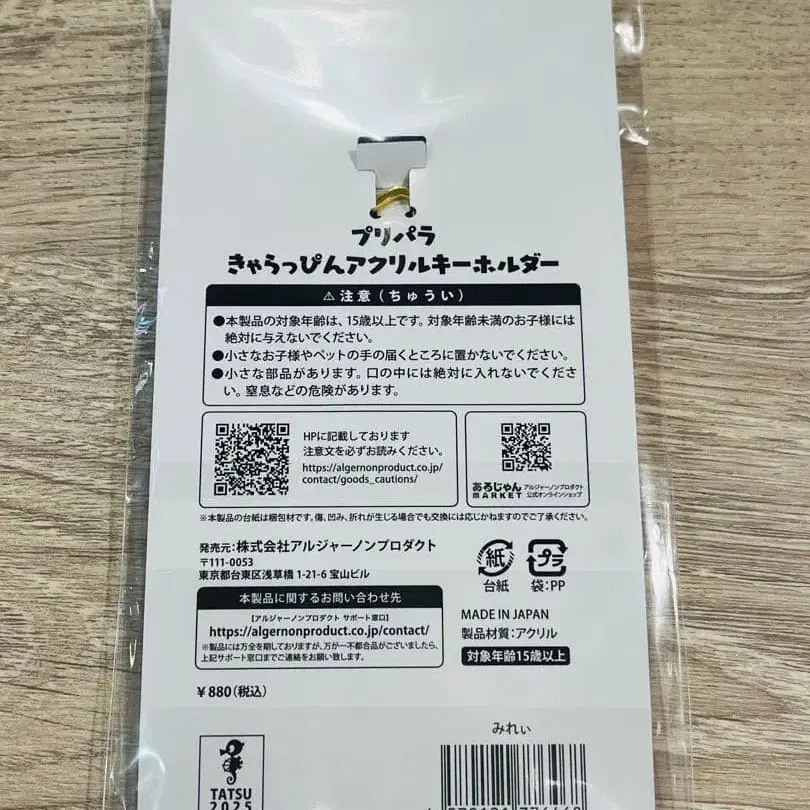 プリパラ
きゃらっぴんアクリルキーホルダー
⚠注意(ちゅうい)
●本製品の対象年齢は、15歳以上です。対象年齢未満のお子様には
絶対に与えないでください。
●小さなお子様やペットの手の届くところに置かないでください。
●小さな部品があります。口の中には絶対に入れないでくださ
い。窒息などの危険があります。
HPに記載しております
注意文を必ずお読みください。
https://algernonproduct.co.jp/
contact/goods_cautions/
あるじゃん
MARKET
アルジャーノンプロダクト
公式オンラインショップ
※本製品の台紙は梱包材です。傷、凹み、折れが生じる場合でも交換には応じかねますのでご了承ください。
発売元:株式会社アルジャーノンプロダクト
〒111-0053
東京都台東区浅草橋 1-21-6 宝山ビル
紙
台紙
プラ
袋:PP
本製品に関するお問い合わせ先
【アルジャーノンプロダクト サポート窓口】
https://algernonproduct.co.jp/contact/
※製品には万全を期しておりますが、万が一不都合品がございましたら、
上記サポート窓口までご連絡をお願い致します。
MADE IN JAPAN
製品材質:アクリル
対象年齢15歳以上
¥880(税込)
みれぃ
TATSU
2025